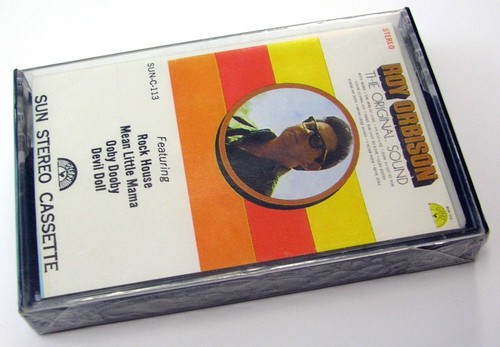 STEREO
ROY ORBISON
THE ORIGINAL SOUND
SUN-C-113
Featuring
Rock House
Mean Little Mama
Ooby Dooby
Devil Doll
SUN STEREO CASSETTE